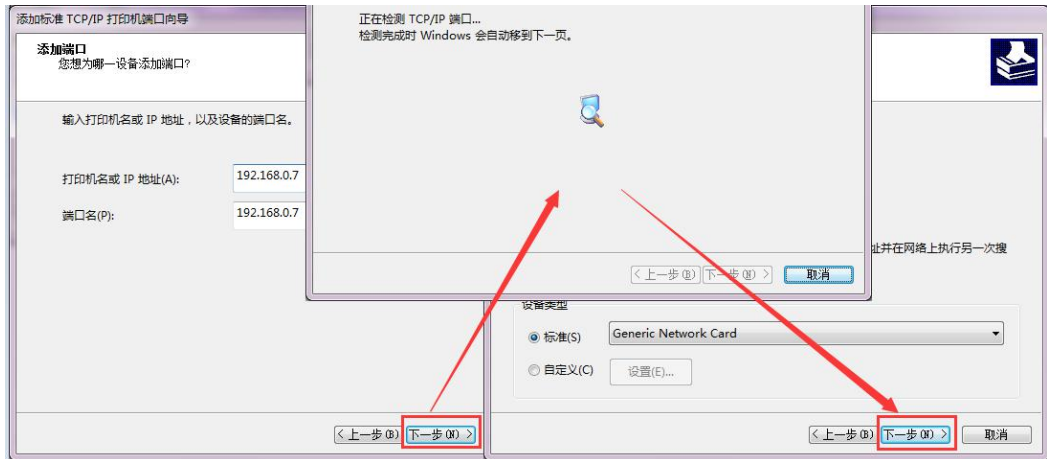 添加标准 TCP/IP 打印机端口向导
添加端口
您想为哪一设备添加端口?
输入打印机名或 IP 地址，以及设备的端口名。
打印机名或 IP 地址(A):
192.168.0.7
端口名(P):
192.168.0.7
<上一步(B)
下一步(N) >
正在检测 TCP/IP 端口...
检测完成时 Windows 会自动移到下一页。
<上一步(B)
下一步(N) >
取消
址并在网络上执行另一次搜
设备类型
标准(S)
Generic Network Card
自定义(C)
设置(E)...
<上一步(B)
下一步(N) >
取消